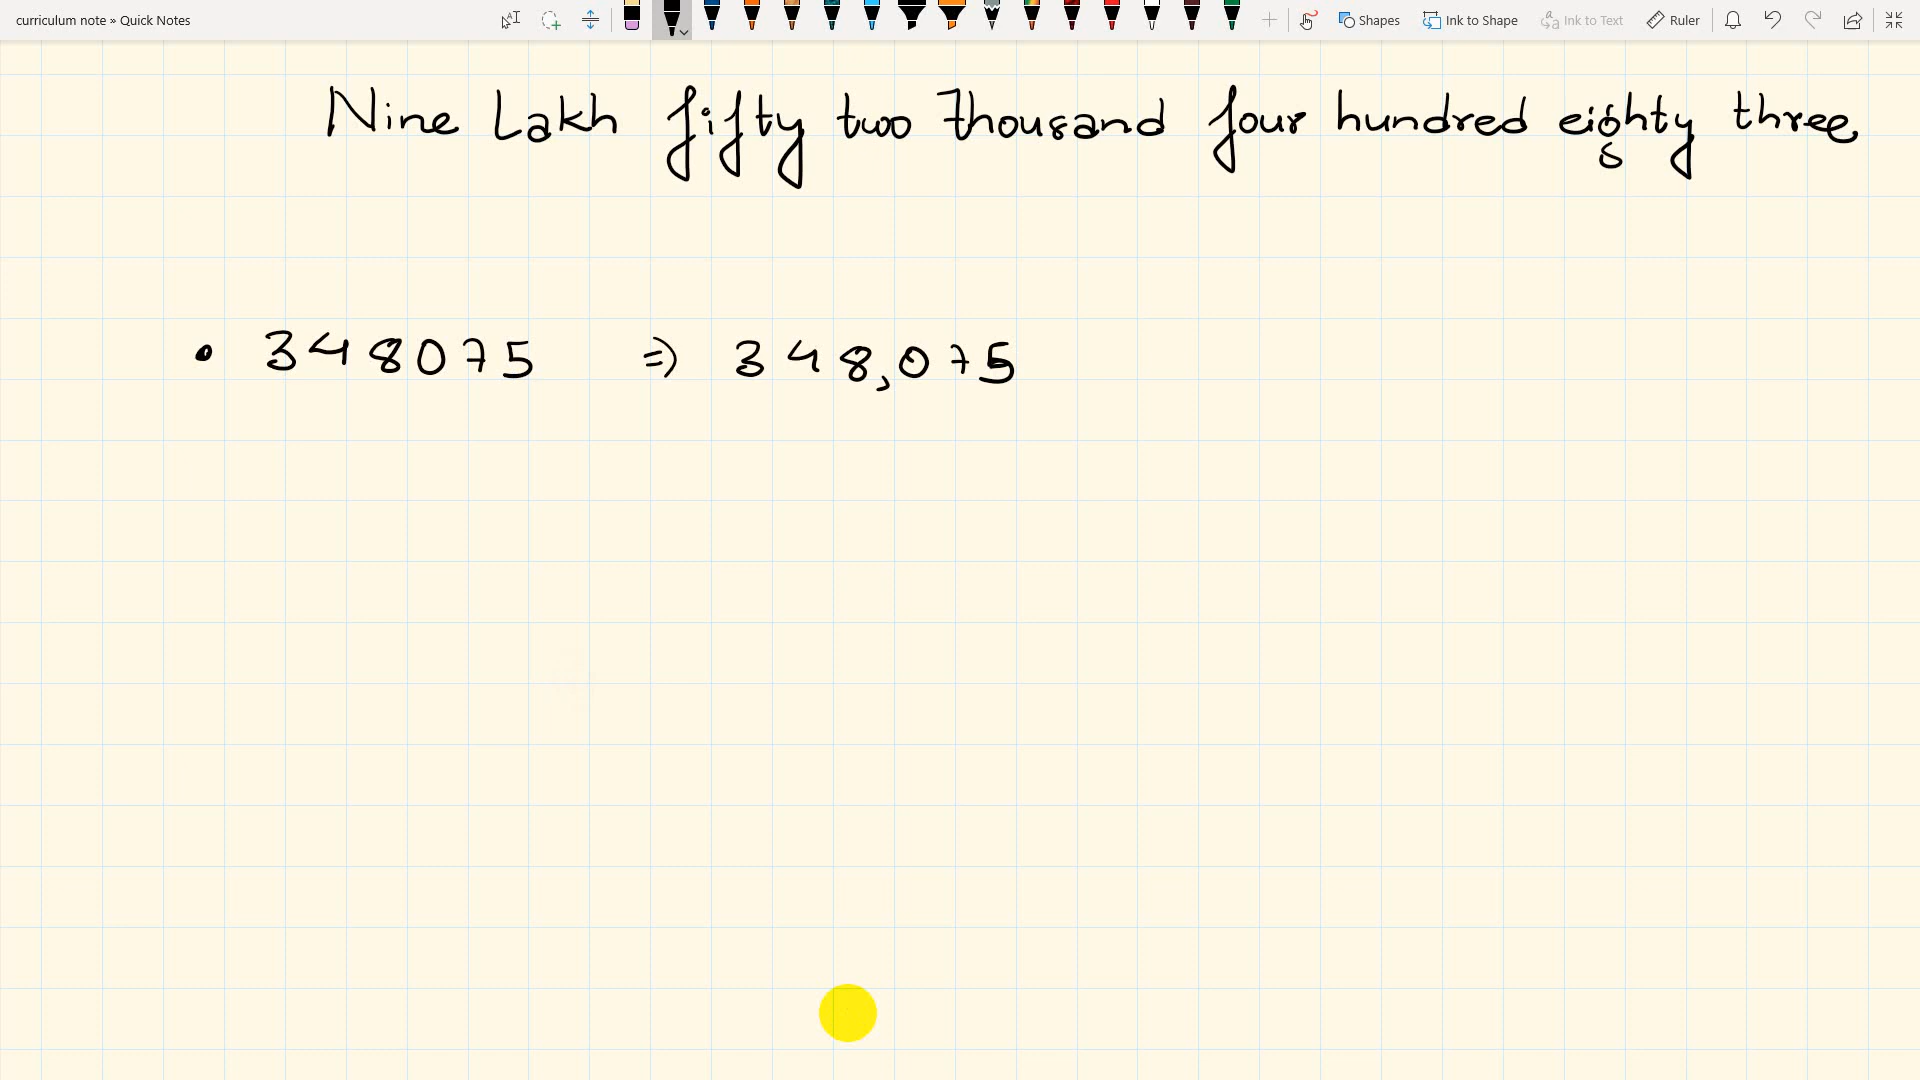 curriculum note » Quick Notes
Shapes
Ink to Shape
Ink to Text
Ruler
Nine Lakh fifty two thousand four hundred eighty three
• 348075 ⇒ 348,075